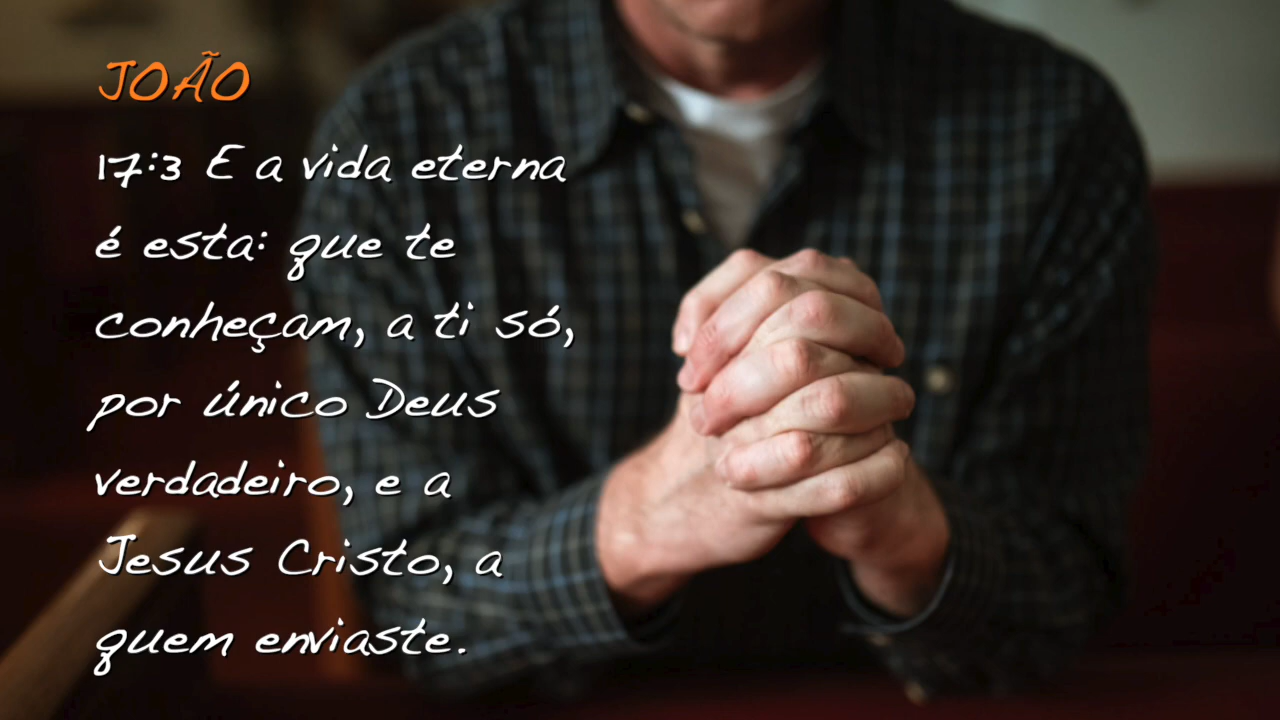 JOÃO
17:3 E a vida eterna
é esta: que te
conheçam, a ti só,
por único Deus
verdadeiro, e a
Jesus Cristo, a
quem enviaste.